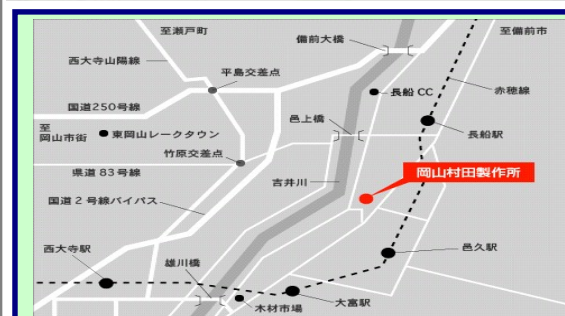 至瀬戸町
備前大橋
至備前市
西大寺山陽線
平島交差点
長船 CC
赤穂線
国道250号線
邑上橋
至
岡山市街
東岡山レークタウン
長船駅
竹原交差点
県道 83号線
吉井川
岡山村田製作所
国道 2 号線バイパス
西大寺駅
雄川橋
邑久駅
木材市場
大富駅